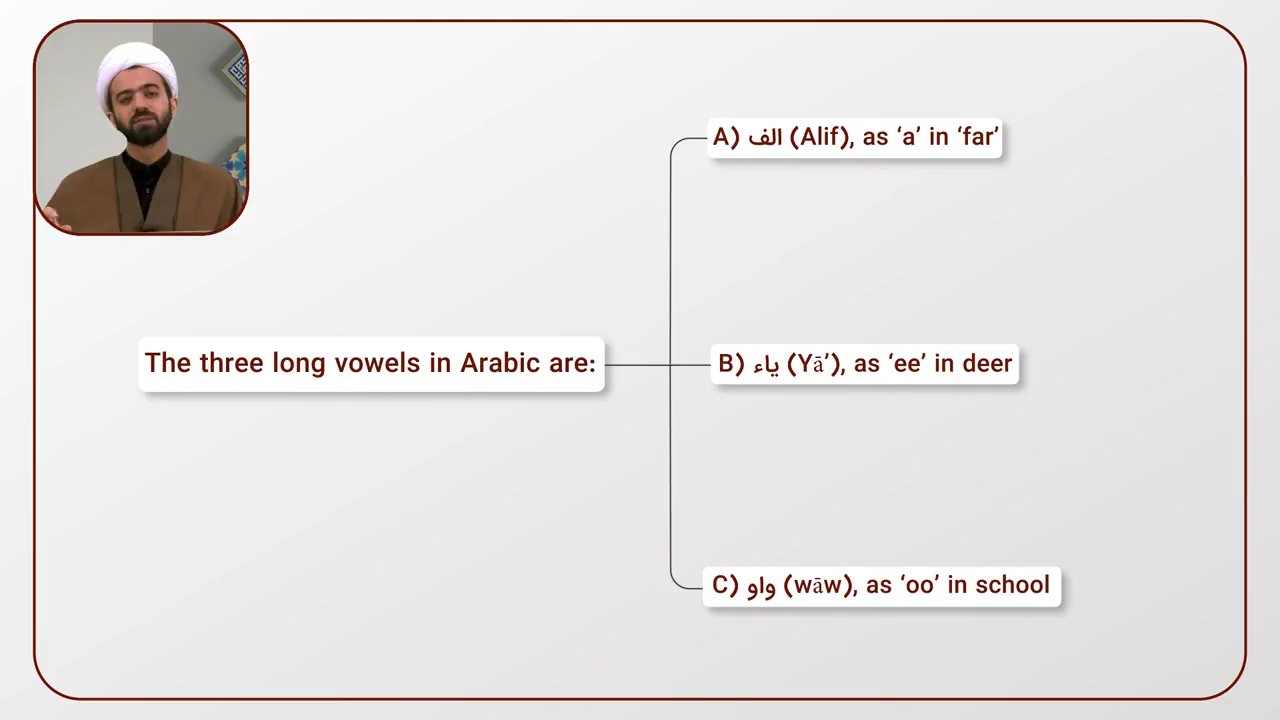 A) الف (Alif), as ‘a’ in ‘far’
The three long vowels in Arabic are:
B) ياء (Yā’), as ‘ee’ in deer
C) واو (wāw), as ‘oo’ in school